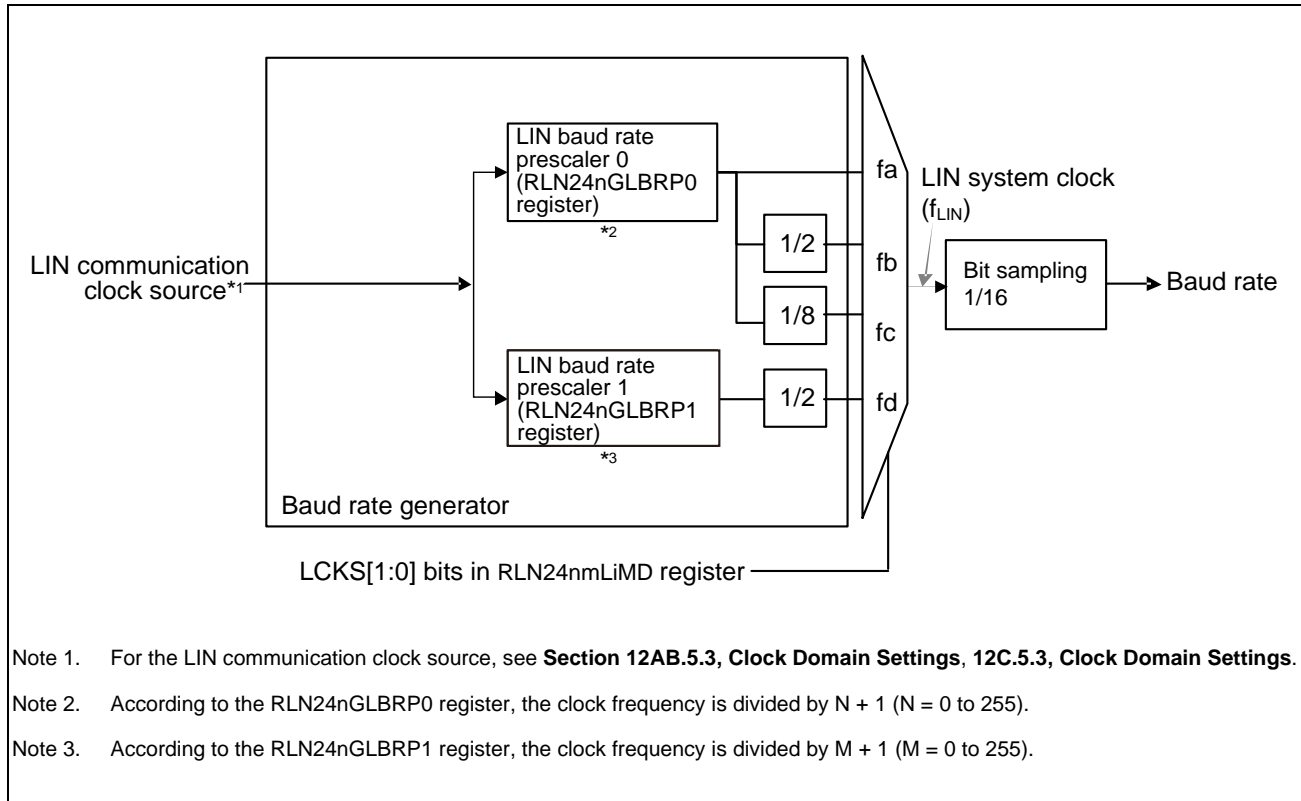 LIN baud rate
prescaler 0
(RLN24nGLBRP0
register)
*2
fa
LIN system clock
(fLIN)
1/2
fb
LIN communication
clock source*1
Bit sampling
1/16
Baud rate
1/8
fc
LIN baud rate
prescaler 1
(RLN24nGLBRP1
register)
*3
1/2
fd
Baud rate generator
LCKS[1:0] bits in RLN24nmLiMD register
Note 1. For the LIN communication clock source, see Section 12AB.5.3, Clock Domain Settings, 12C.5.3, Clock Domain Settings.
Note 2. According to the RLN24nGLBRP0 register, the clock frequency is divided by N + 1 (N = 0 to 255).
Note 3. According to the RLN24nGLBRP1 register, the clock frequency is divided by M + 1 (M = 0 to 255).